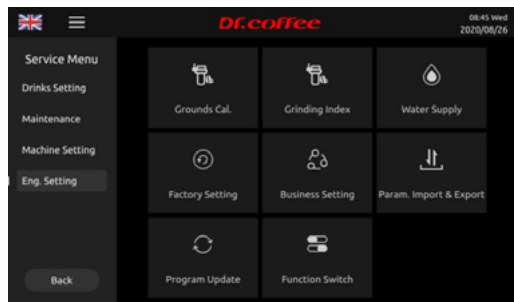 Dr.coffee
08:45 Wed
2020/08/26
Service Menu
Drinks Setting
Maintenance
Machine Setting
Eng. Setting
Back
Grounds Cal.
Grinding Index
Water Supply
Factory Setting
Business Setting
Param. Import & Export
Program Update
Function Switch